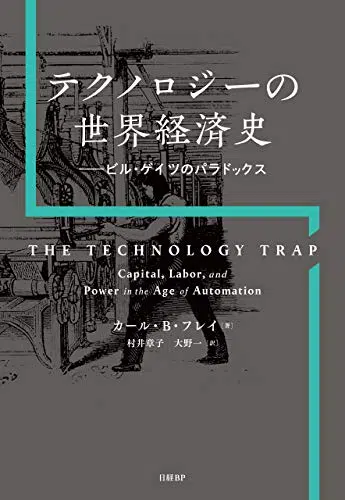 テクノロジーの
世界経済史
――ビル・ゲイツのパラドックス
THE TECHNOLOGY TRAP
Capital, Labor, and
Power in the Age of Automation
カール・B・フレイ 著]
村井章子 大野一 [訳]
日経BP